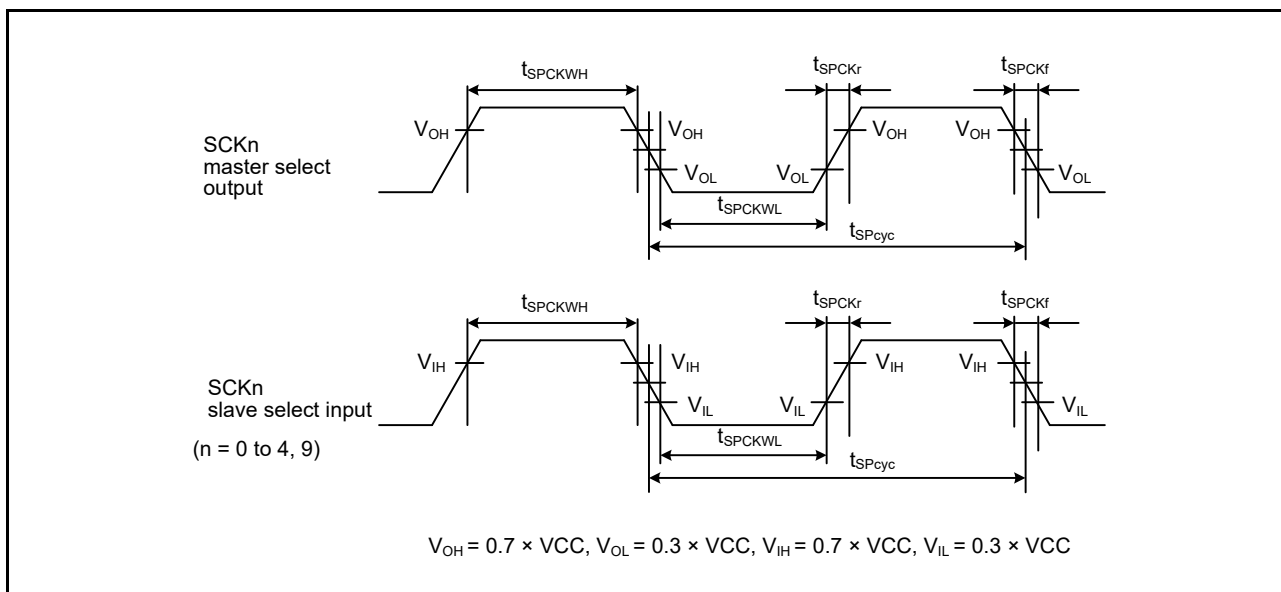 tSPCKWH
tSPCKr
tSPCKf
VOH
VOH
VOH
VOH
SCKn
master select
output
VOL
VOL
VOL
tSPCKWL
tSPcyc
tSPCKWH
tSPCKr
tSPCKf
VIH
VIH
VIH
VIH
SCKn
slave select input
VIL
VIL
VIL
(n = 0 to 4, 9)
tSPCKWL
tSPcyc
VOH = 0.7 × VCC, VOL = 0.3 × VCC, VIH = 0.7 × VCC, VIL = 0.3 × VCC